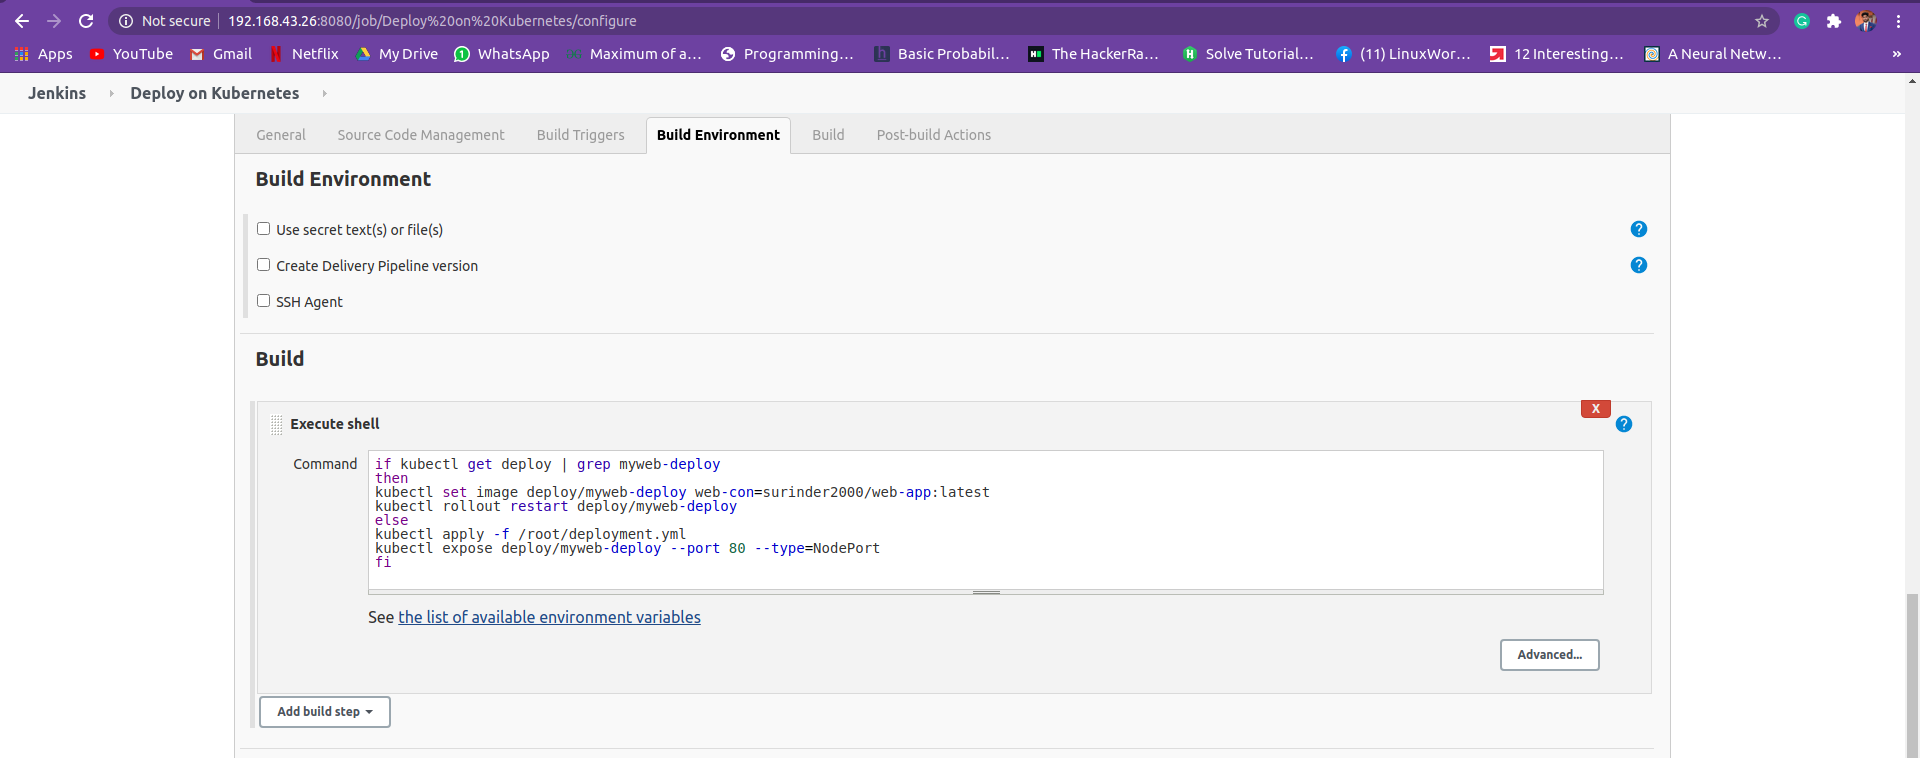 Not secure | 192.168.43.26:8080/job/Deploy%20on%20Kubernetes/configure
Apps YouTube Gmail Netflix My Drive WhatsApp Maximum of a... Programming... Basic Probabil... The HackerRa... Solve Tutorial... (11) LinuxWor... 12 Interesting... A Neural Netw... »
Jenkins Deploy on Kubernetes
General Source Code Management Build Triggers Build Environment Build Post-build Actions
Build Environment
Use secret text(s) or file(s) ?
Create Delivery Pipeline version ?
SSH Agent
Build
X
Execute shell ?
Command
if kubectl get deploy | grep myweb-deploy
then
kubectl set image deploy/myweb-deploy web-con=surinder2000/web-app:latest
kubectl rollout restart deploy/myweb-deploy
else
kubectl apply -f /root/deployment.yml
kubectl expose deploy/myweb-deploy --port 80 --type=NodePort
fi
See the list of available environment variables
Advanced...
Add build step